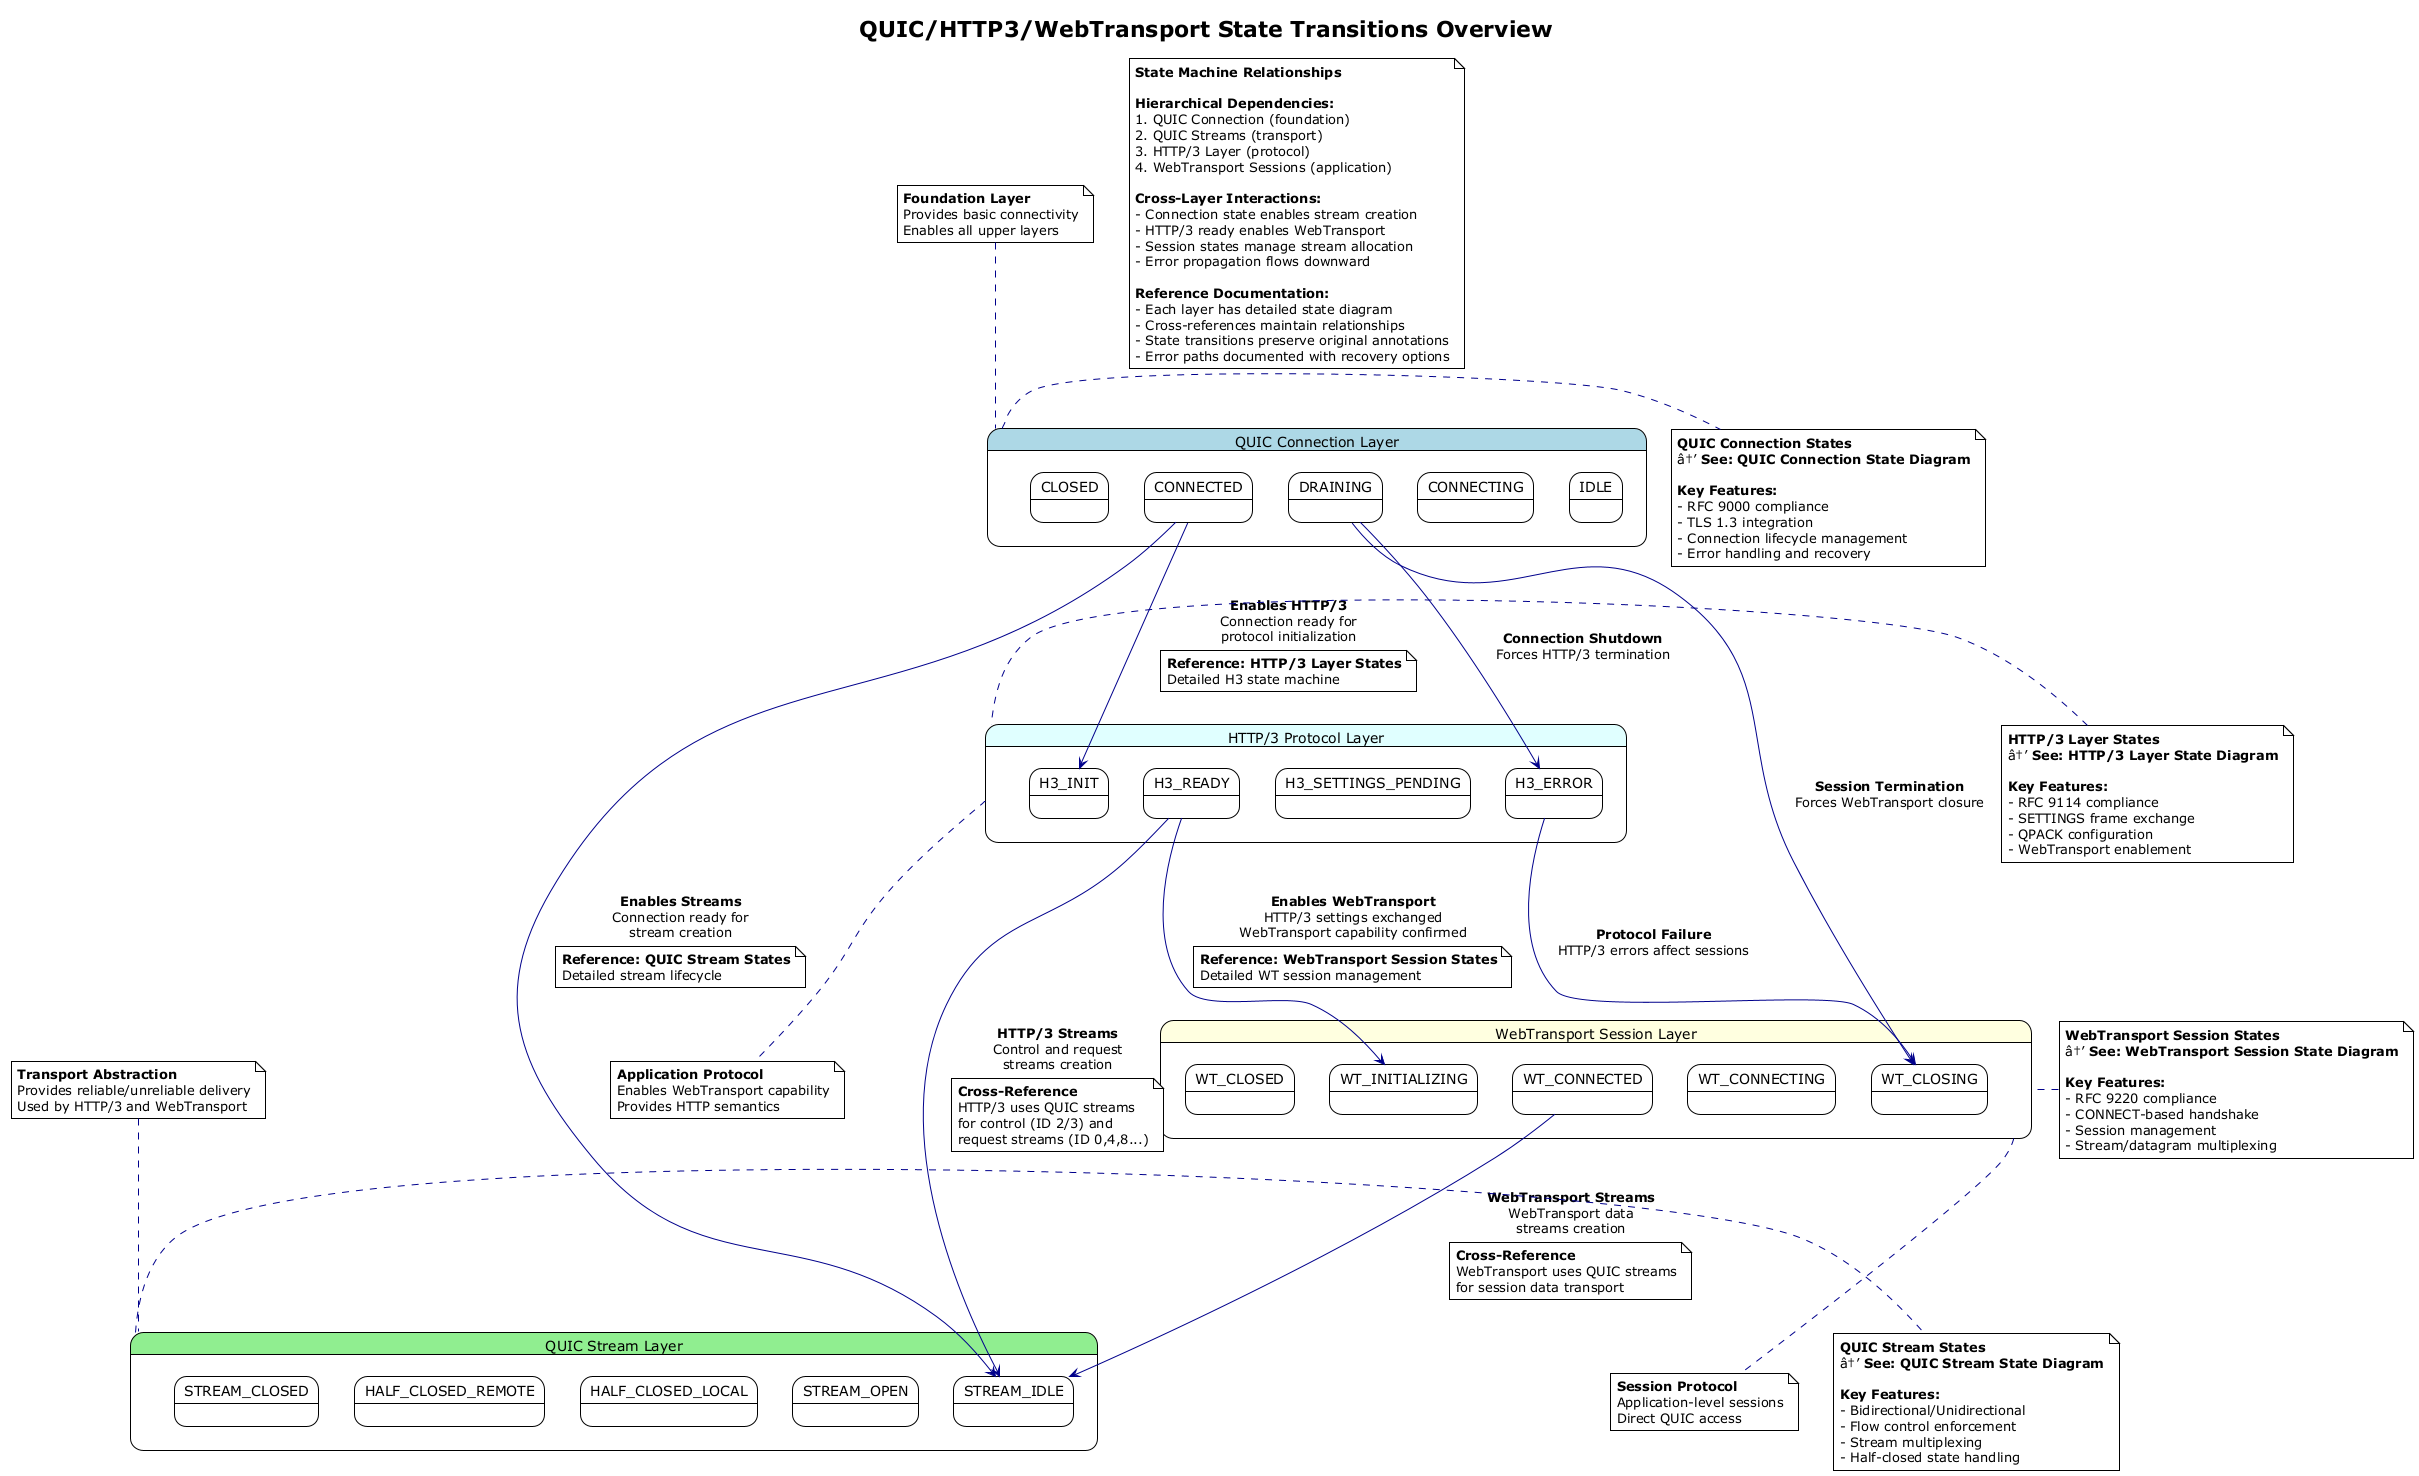 QUIC/HTTP3/WebTransport State Transitions Overview
State Machine Relationships
Hierarchical Dependencies:
1. QUIC Connection (foundation)
2. QUIC Streams (transport)
3. HTTP/3 Layer (protocol)
4. WebTransport Sessions (application)
Cross-Layer Interactions:
- Connection state enables stream creation
- HTTP/3 ready enables WebTransport
- Session states manage stream allocation
- Error propagation flows downward
Reference Documentation:
- Each layer has detailed state diagram
- Cross-references maintain relationships
- State transitions preserve original annotations
- Error paths documented with recovery options
Foundation Layer
Provides basic connectivity
Enables all upper layers
QUIC Connection Layer
CLOSED
CONNECTED
DRAINING
CONNECTING
IDLE
QUIC Connection States
â†’ See: QUIC Connection State Diagram
Key Features:
- RFC 9000 compliance
- TLS 1.3 integration
- Connection lifecycle management
- Error handling and recovery
Enables HTTP/3
Connection ready for
protocol initialization
Reference: HTTP/3 Layer States
Detailed H3 state machine
Connection Shutdown
Forces HTTP/3 termination
HTTP/3 Protocol Layer
H3_INIT
H3_READY
H3_SETTINGS_PENDING
H3_ERROR
Session Termination
Forces WebTransport closure
HTTP/3 Layer States
â†’ See: HTTP/3 Layer State Diagram
Key Features:
- RFC 9114 compliance
- SETTINGS frame exchange
- QPACK configuration
- WebTransport enablement
Enables Streams
Connection ready for
stream creation
Reference: QUIC Stream States
Detailed stream lifecycle
Enables WebTransport
HTTP/3 settings exchanged
WebTransport capability confirmed
Reference: WebTransport Session States
Detailed WT session management
Protocol Failure
HTTP/3 errors affect sessions
Transport Abstraction
Provides reliable/unreliable delivery
Used by HTTP/3 and WebTransport
Application Protocol
Enables WebTransport capability
Provides HTTP semantics
HTTP/3 Streams
Control and request
streams creation
Cross-Reference
HTTP/3 uses QUIC streams
for control (ID 2/3) and
request streams (ID 0,4,8...)
WebTransport Session Layer
WT_CLOSED
WT_INITIALIZING
WT_CONNECTED
WT_CONNECTING
WT_CLOSING
WebTransport Session States
â†’ See: WebTransport Session State Diagram
Key Features:
- RFC 9220 compliance
- CONNECT-based handshake
- Session management
- Stream/datagram multiplexing
WebTransport Streams
WebTransport data
streams creation
Cross-Reference
WebTransport uses QUIC streams
for session data transport
QUIC Stream Layer
STREAM_CLOSED
HALF_CLOSED_REMOTE
HALF_CLOSED_LOCAL
STREAM_OPEN
STREAM_IDLE
Session Protocol
Application-level sessions
Direct QUIC access
QUIC Stream States
â†’ See: QUIC Stream State Diagram
Key Features:
- Bidirectional/Unidirectional
- Flow control enforcement
- Stream multiplexing
- Half-closed state handling